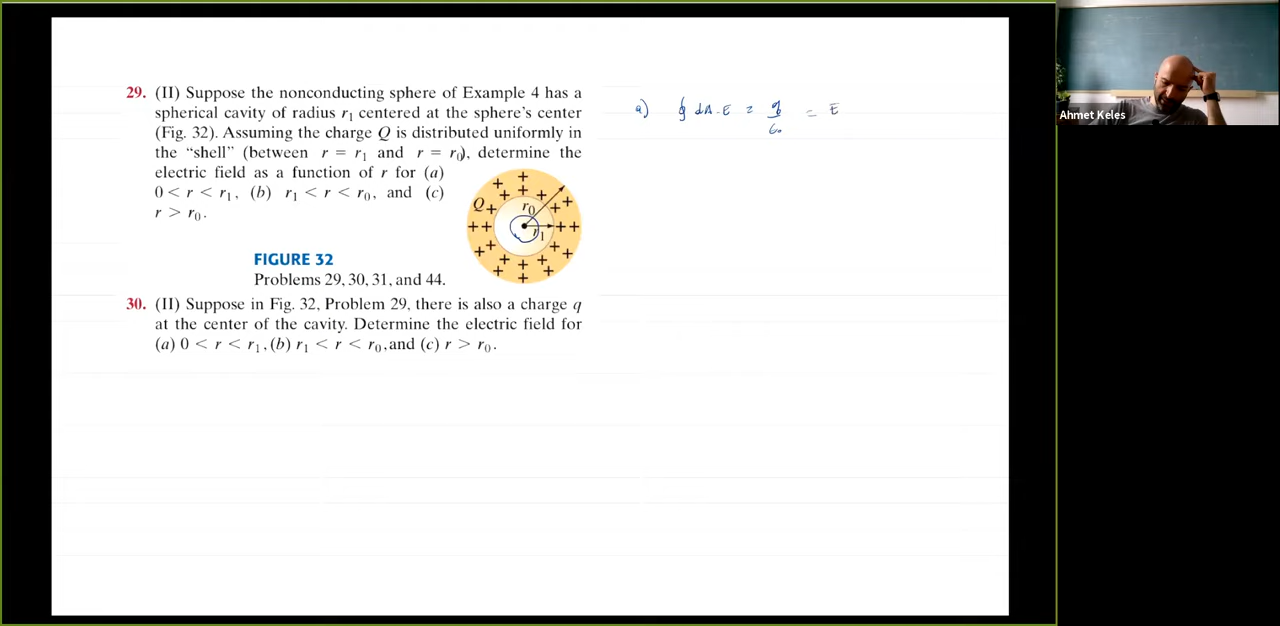 29. (II) Suppose the nonconducting sphere of Example 4 has a
spherical cavity of radius r₁ centered at the sphere's center
(Fig. 32). Assuming the charge Q is distributed uniformly in
the "shell" (between r = r₁ and r = r₀), determine the
electric field as a function of r for (a)
0 < r < r₁, (b) r₁ < r < r₀, and (c)
r > r₀.
Q
r₀
r₁
FIGURE 32
Problems 29, 30, 31, and 44.
30. (II) Suppose in Fig. 32, Problem 29, there is also a charge q
at the center of the cavity. Determine the electric field for
(a) 0 < r < r₁, (b) r₁ < r < r₀, and (c) r > r₀.
a) ∮ dA · E = q/ε₀ = E
Ahmet Keles